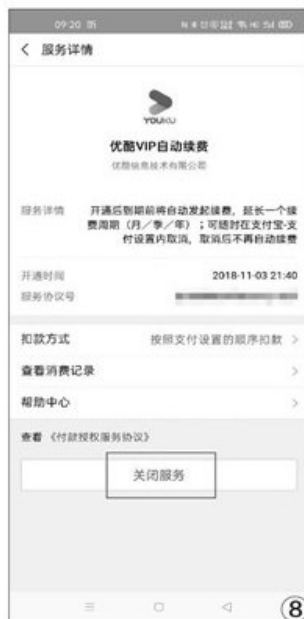 09:20
服务详情
YOUKU
优酷VIP自动续费
优酷信息技术有限公司
服务详情
开通后到期前将自动发起续费，延长一个续
费周期（月／季／年）；可随时在支付宝-支
付设置内取消，取消后不再自动续费
开通时间 2018-11-03 21:40
服务协议号
扣款方式 按照支付设置的顺序扣款 >
查看消费记录 >
帮助中心 >
查看《付款授权服务协议》
关闭服务
⑧